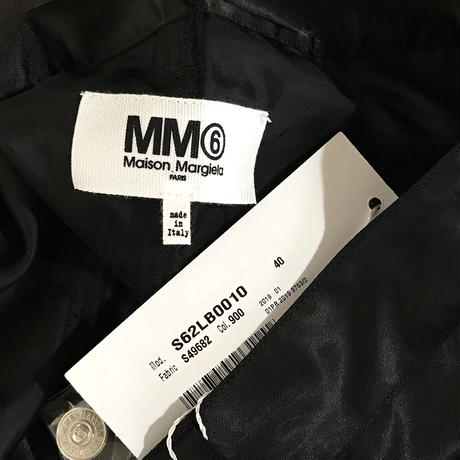 MM⑥
Maison Margiela
PARIS
made
in
Italy
Mod. S62LB0010 40
Fabric S49682 Col. 900
2019 01